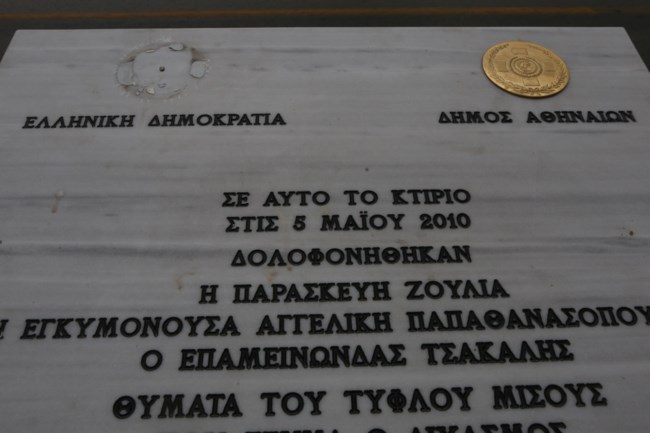 ΕΛΛΗΝΙΚΗ ΔΗΜΟΚΡΑΤΙΑ
ΔΗΜΟΣ ΑΘΗΝΑΙΩΝ
ΣΕ ΑΥΤΟ ΤΟ ΚΤΙΡΙΟ
ΣΤΙΣ 5 ΜΑΪΟΥ 2010
ΔΟΛΟΦΟΝΗΘΗΚΑΝ
Η ΠΑΡΑΣΚΕΥΗ ΖΟΥΛΙΑ
ΕΓΚΥΜΟΝΟΥΣΑ ΑΓΓΕΛΙΚΗ ΠΑΠΑΘΑΝΑΣΟΠΟΥ
Ο ΕΠΑΜΕΙΝΩΝΔΑΣ ΤΣΑΚΑΛΗΣ
ΘΥΜΑΤΑ ΤΟΥ ΤΥΦΛΟΥ ΜΙΣΟΥΣ